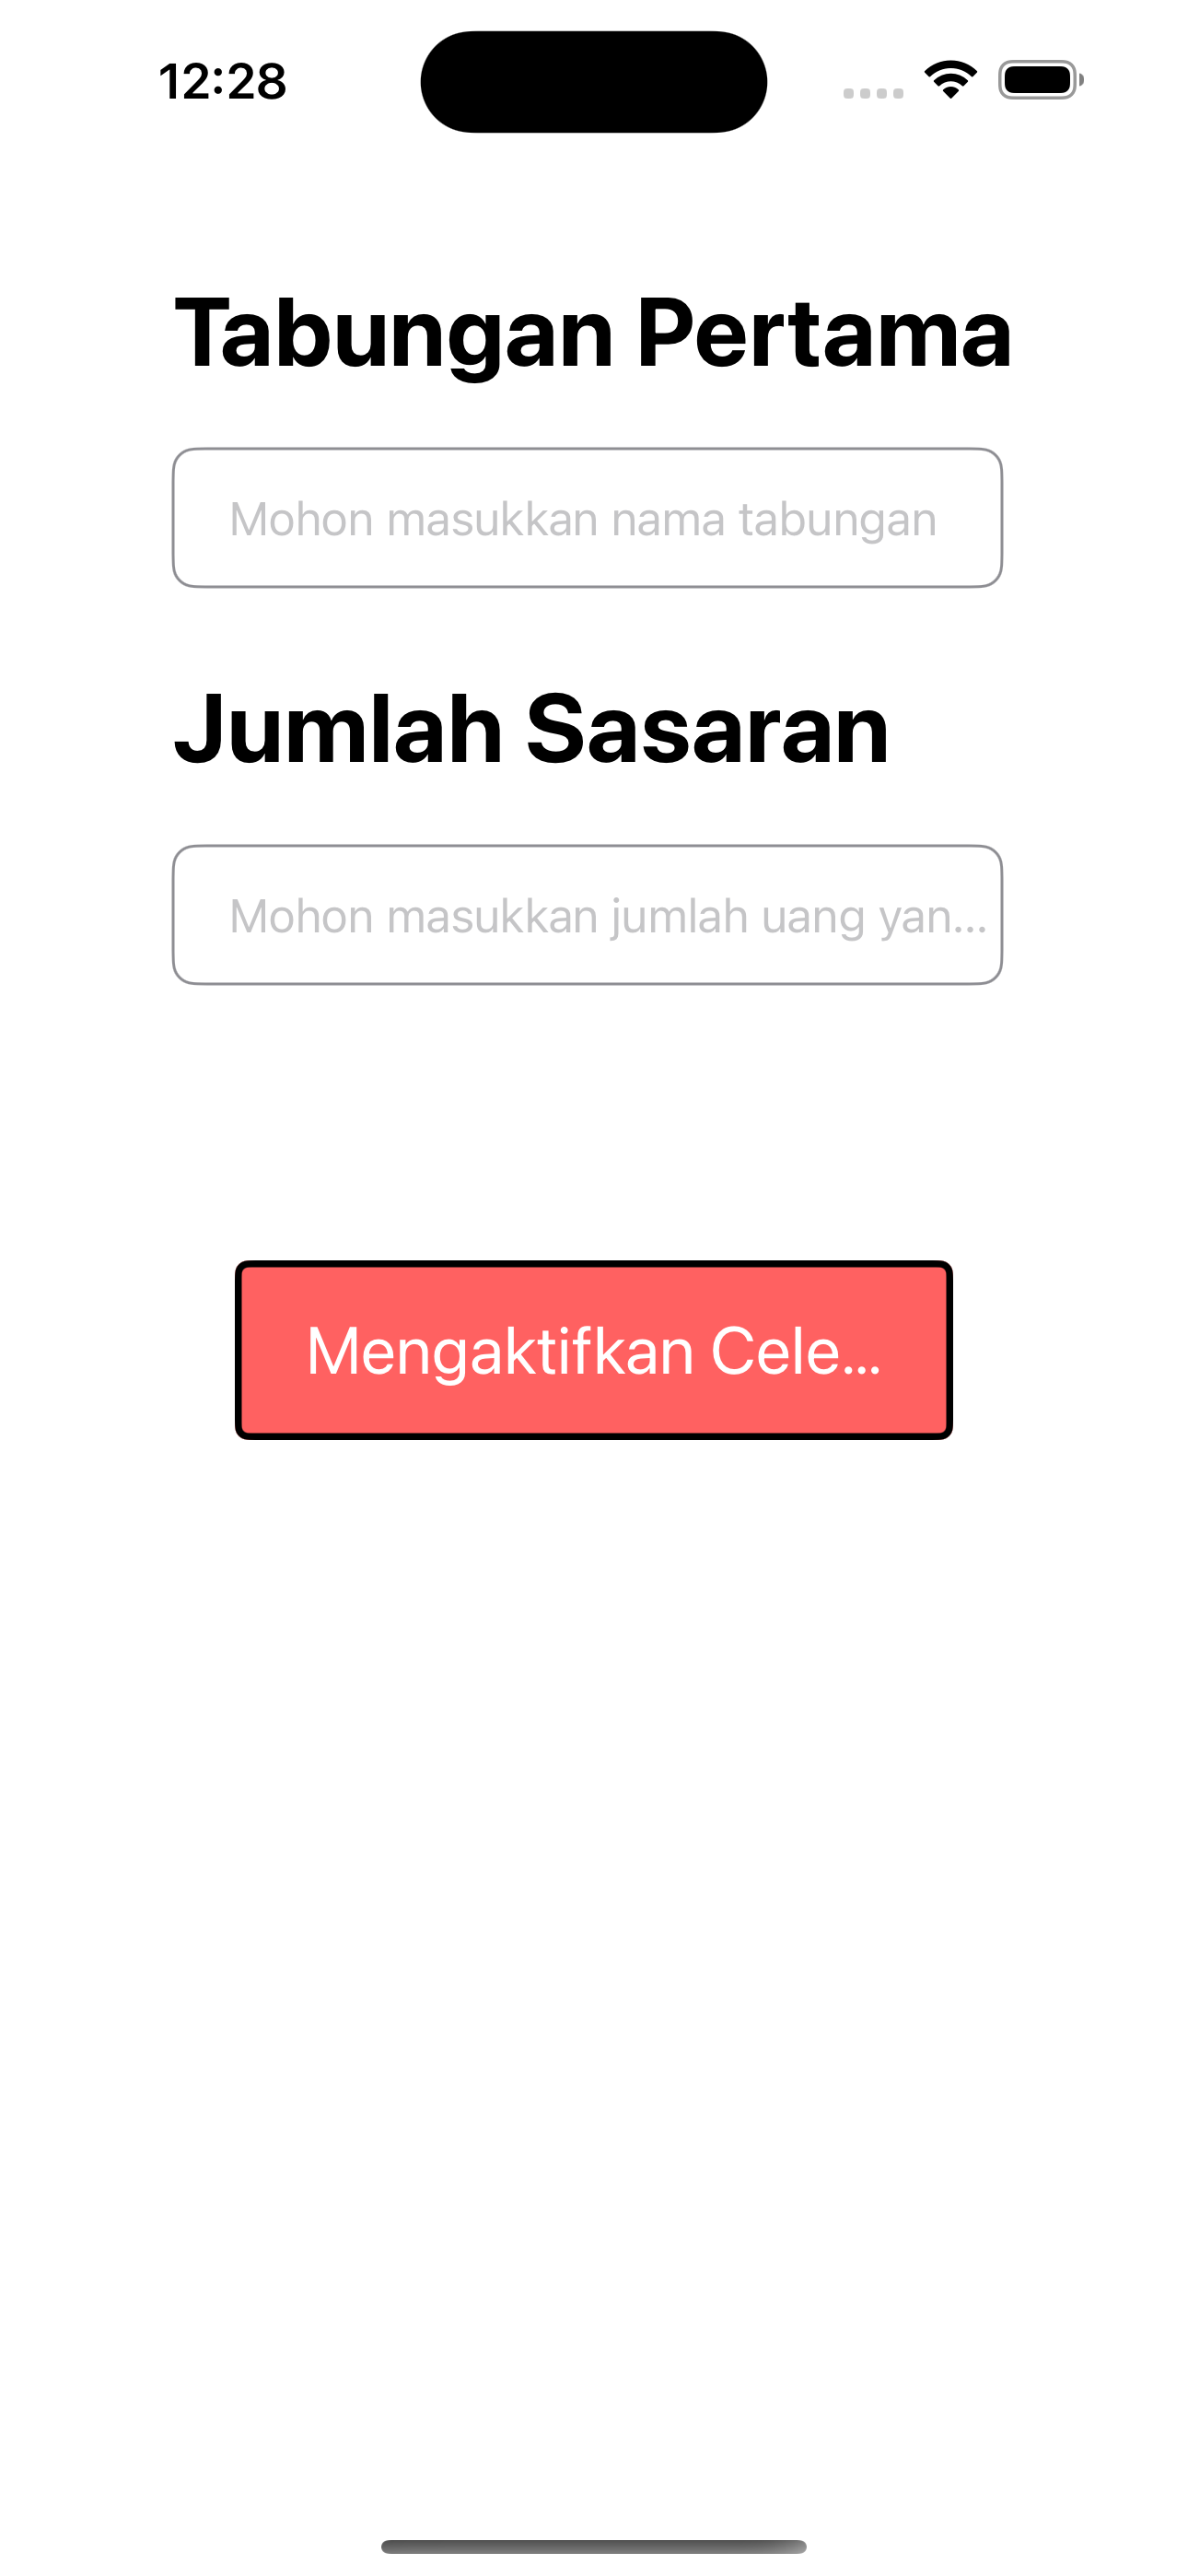 12:28
Tabungan Pertama
Mohon masukkan nama tabungan
Jumlah Sasaran
Mohon masukkan jumlah uang yan...
Mengaktifkan Cele...